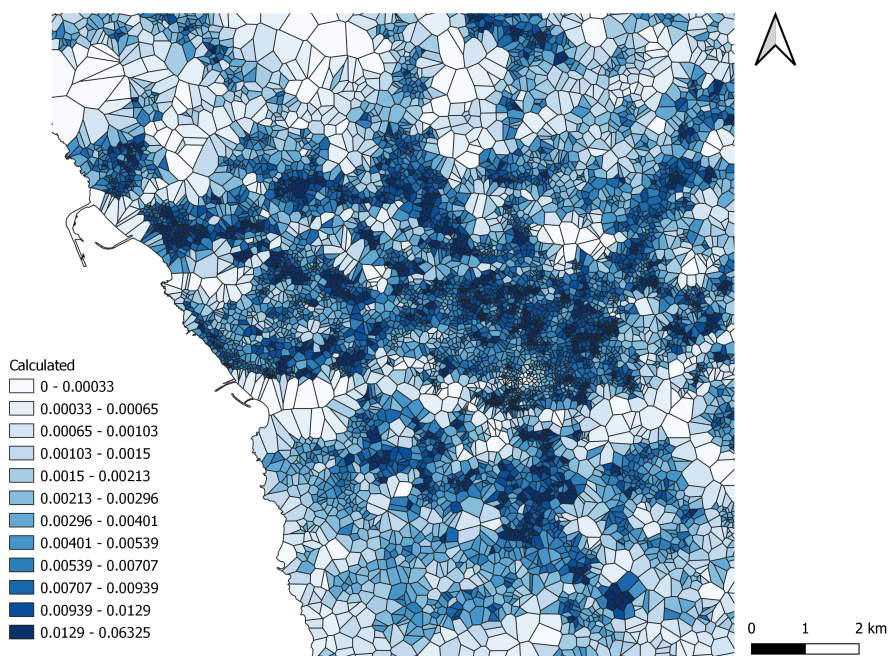 Calculated
0 - 0.00033
0.00033 - 0.00065
0.00065 - 0.00103
0.00103 - 0.0015
0.0015 - 0.00213
0.00213 - 0.00296
0.00296 - 0.00401
0.00401 - 0.00539
0.00539 - 0.00707
0.00707 - 0.00939
0.00939 - 0.0129
0.0129 - 0.06325
0 1 2 km